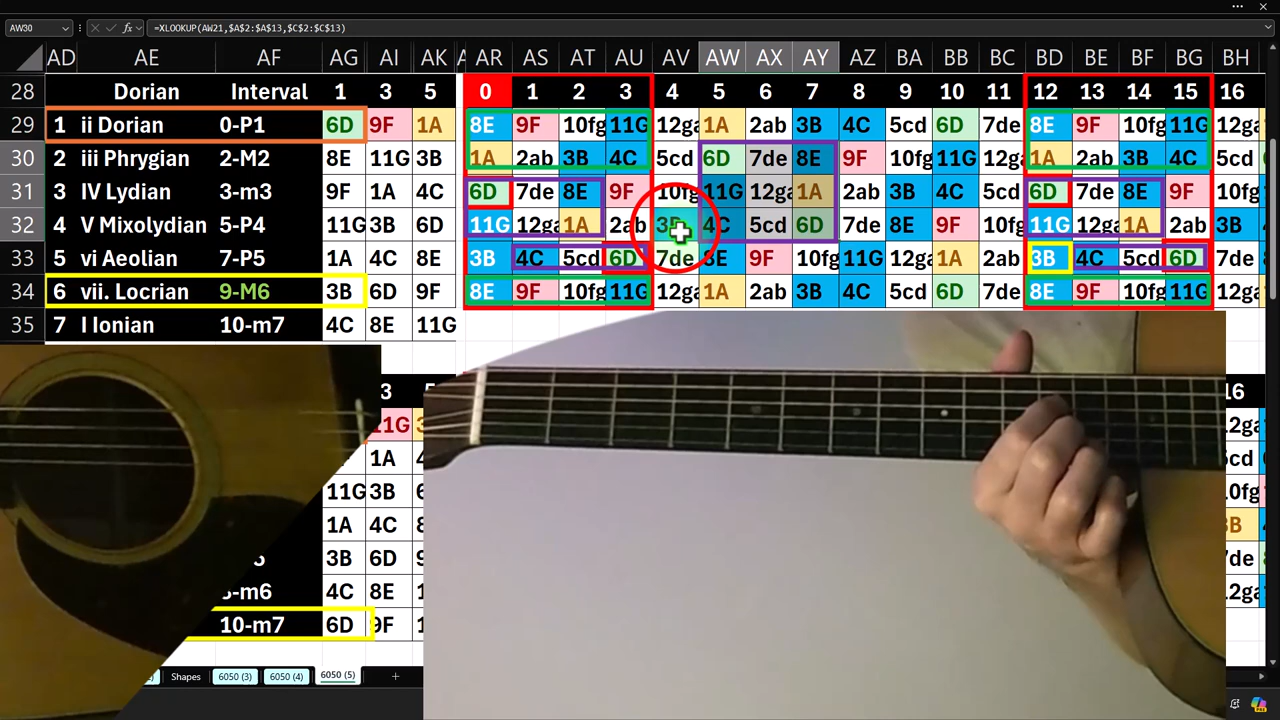 AW30 fx =XLOOKUP(AW21,$A$2:$A$13,$C$2:$C$13)
AD AE AF AG AI AK A AR AS AT AU AV AW AX AY AZ BA BB BC BD BE BF BG BH
28 Dorian Interval 1 3 5 0 1 2 3 4 5 6 7 8 9 10 11 12 13 14 15 16
29 1 ii Dorian 0-P1 6D 9F 1A 8E 9F 10fg 11G 12ga 1A 2ab 3B 4C 5cd 6D 7de 8E 9F 10fg 11G 12ga
30 2 iii Phrygian 2-M2 8E 11G 3B 1A 2ab 3B 4C 5cd 6D 7de 8E 9F 10fg 11G 12ga 1A 2ab 3B 4C 5cd
31 3 IV Lydian 3-m3 9F 1A 4C 6D 7de 8E 9F 10fg 11G 12ga 1A 2ab 3B 4C 5cd 6D 7de 8E 9F 10fg
32 4 V Mixolydian 5-P4 11G 3B 6D 11G 12ga 1A 2ab 3B 4C 5cd 6D 7de 8E 9F 10fg 11G 12ga 1A 2ab 3B
33 5 vi Aeolian 7-P5 1A 4C 8E 3B 4C 5cd 6D 7de 8E 9F 10fg 11G 12ga 1A 2ab 3B 4C 5cd 6D 7de
34 6 vii. Locrian 9-M6 3B 6D 9F 8E 9F 10fg 11G 12ga 1A 2ab 3B 4C 5cd 6D 7de 8E 9F 10fg 11G 12ga
35 7 I Ionian 10-m7 4C 8E 11G
3 16
11G 12ga
1A
11G 3B
1A 4C
3B 6D
-m6 4C 8E
10-m7 6D 9F
Shapes 6050 (3) 6050 (4) 6050 (5)